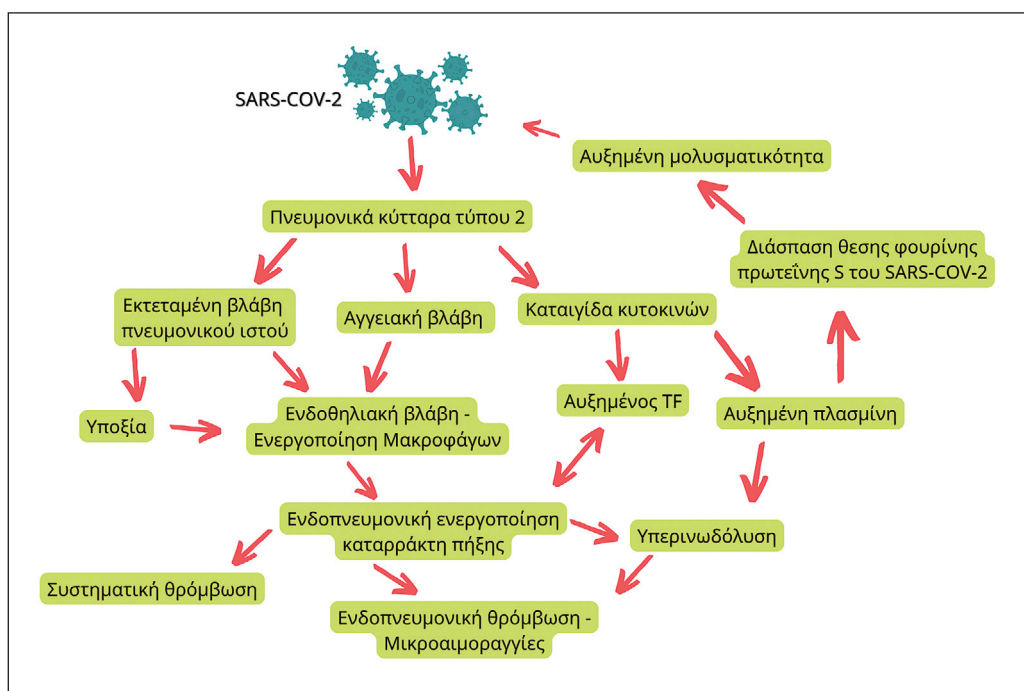 SARS-COV-2
Αυξημένη μολυσματικότητα
Πνευμονικά κύτταρα τύπου 2
Διάσπαση θεσης φουρίνης
πρωτεΐνης S του SARS-COV-2
Εκτεταμένη βλάβη
πνευμονικού ιστού
Αγγειακή βλάβη
Καταιγίδα κυτοκινών
Υποξία
Ενδοθηλιακή βλάβη -
Ενεργοποίηση Μακροφάγων
Αυξημένος TF
Αυξημένη πλασμίνη
Ενδοπνευμονική ενεργοποίηση
καταρράκτη πήξης
Υπερινωδόλυση
Συστηματική θρόμβωση
Ενδοπνευμονική θρόμβωση -
Μικροαιμοραγγίες